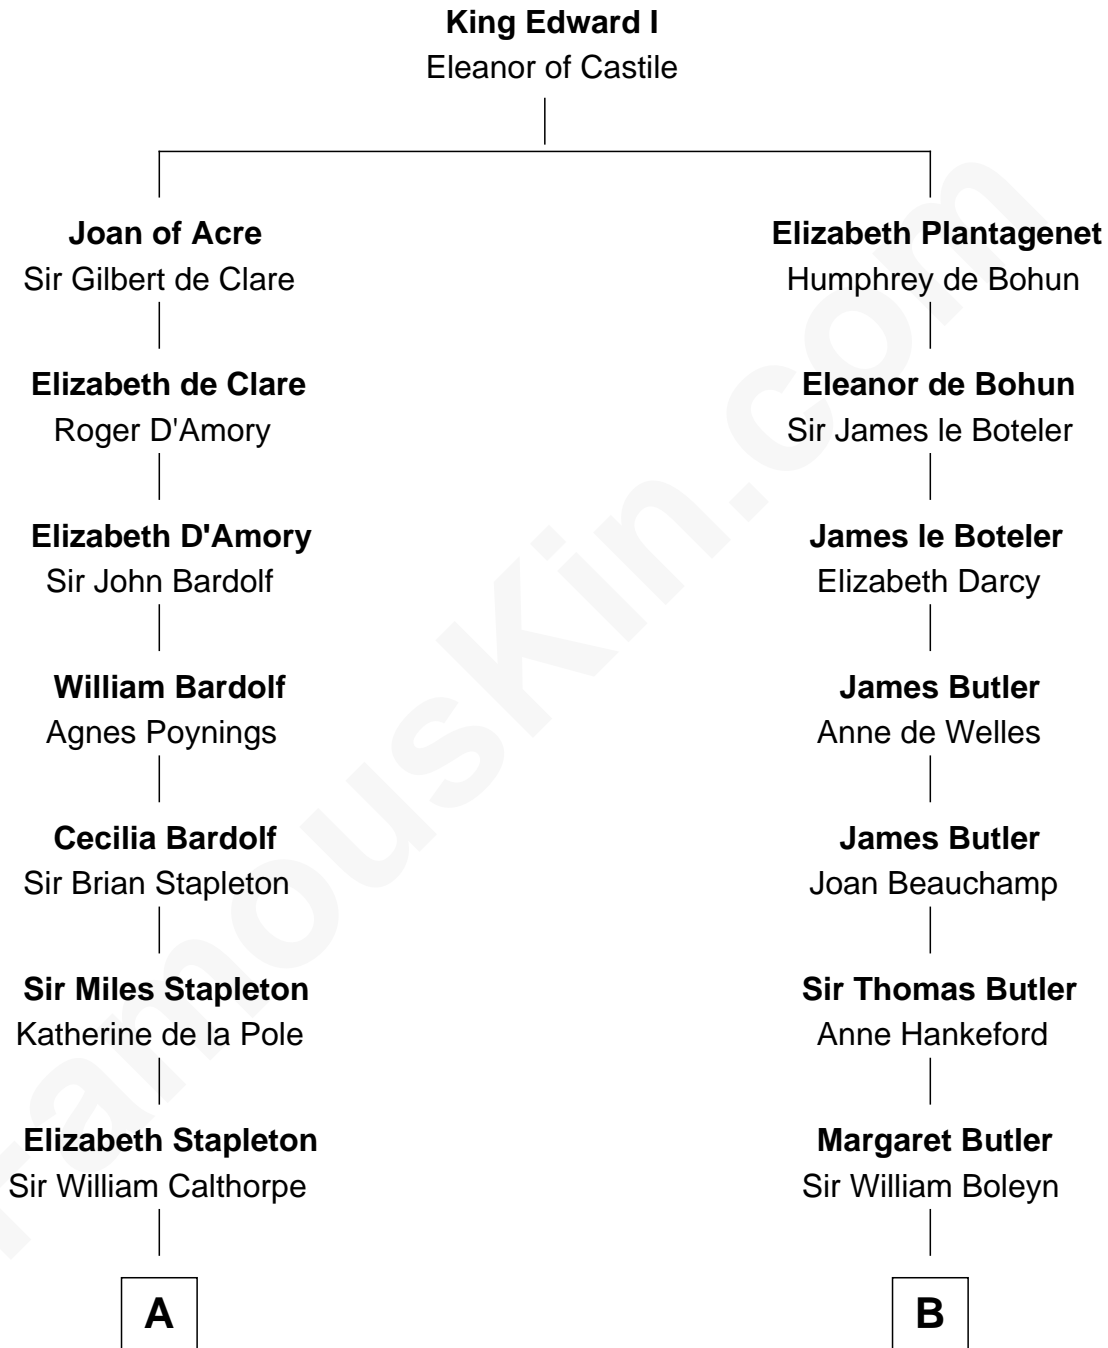 King Edward I
Eleanor of Castile
Joan of Acre
Sir Gilbert de Clare
Elizabeth Plantagenet
Humphrey de Bohun
Elizabeth de Clare
Roger D'Amory
Eleanor de Bohun
Sir James le Boteler
Elizabeth D'Amory
Sir John Bardolf
James le Boteler
Elizabeth Darcy
William Bardolf
Agnes Poynings
James Butler
Anne de Welles
Cecilia Bardolf
Sir Brian Stapleton
James Butler
Joan Beauchamp
Sir Miles Stapleton
Katherine de la Pole
Sir Thomas Butler
Anne Hankeford
Elizabeth Stapleton
Sir William Calthorpe
Margaret Butler
Sir William Boleyn
A
B
FamousKin.com